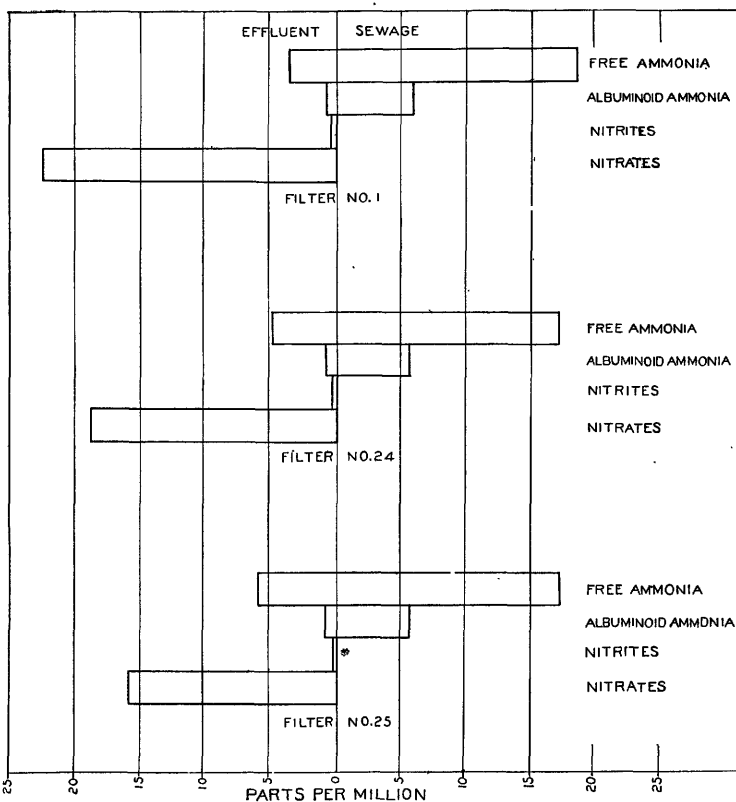 EFFLUENT SEWAGE
FREE AMMONIA
ALBUMINOID AMMONIA
NITRITES
NITRATES
FILTER NO.1
FREE AMMONIA
ALBUMINOID AMMONIA
NITRITES
NITRATES
FILTER NO.24
FREE AMMONIA
ALBUMINOID AMMONIA
NITRITES
NITRATES
FILTER NO.25
25 20 15 10 5 0 5 10 15 20 25
PARTS PER MILLION